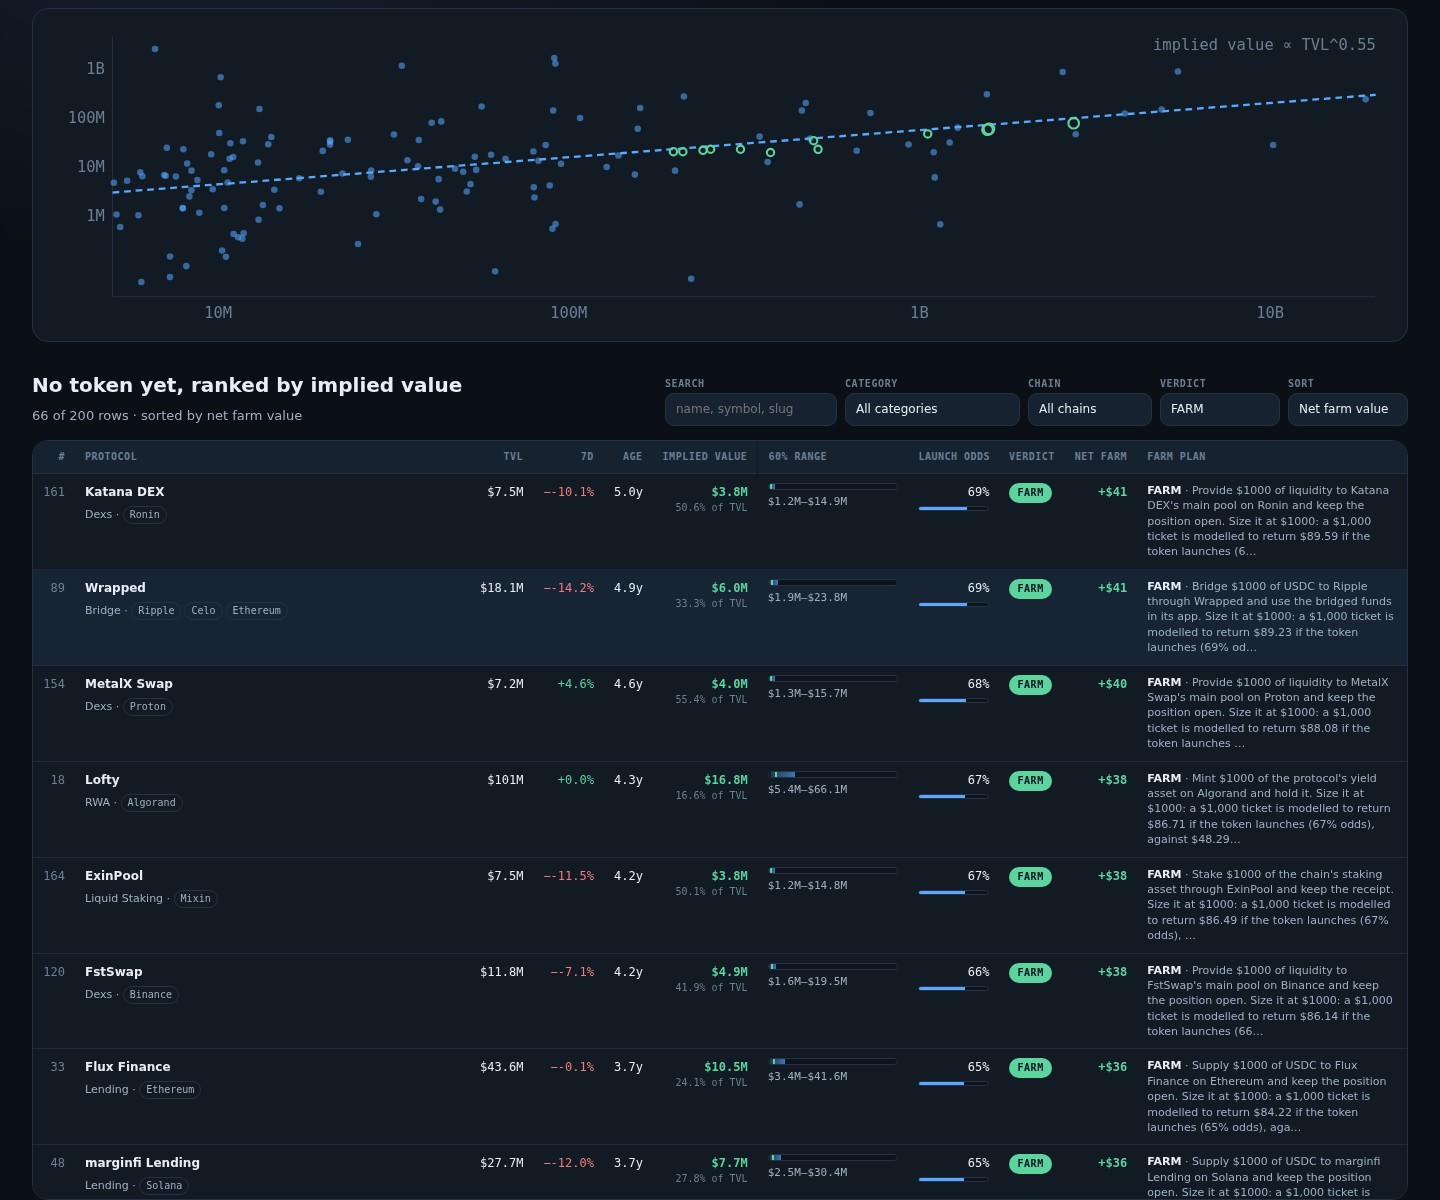 implied value ∝ TVL^0.55
1B
100M
10M
1M
10M 100M 1B 10B
No token yet, ranked by implied value
66 of 200 rows · sorted by net farm value
SEARCH CATEGORY CHAIN VERDICT SORT
name, symbol, slug All categories All chains FARM Net farm value
# PROTOCOL TVL 7D AGE IMPLIED VALUE 60% RANGE LAUNCH ODDS VERDICT NET FARM FARM PLAN
161 Katana DEX $7.5M −-10.1% 5.0y $3.8M 69% FARM +$41
Dexs · Ronin 50.6% of TVL $1.2M–$14.9M
FARM · Provide $1000 of liquidity to Katana
DEX's main pool on Ronin and keep the
position open. Size it at $1000: a $1,000
ticket is modelled to return $89.59 if the
token launches (6…
89 Wrapped $18.1M −-14.2% 4.9y $6.0M 69% FARM +$41
Bridge · Ripple Celo Ethereum 33.3% of TVL $1.9M–$23.8M
FARM · Bridge $1000 of USDC to Ripple
through Wrapped and use the bridged funds
in its app. Size it at $1000: a $1,000 ticket is
modelled to return $89.23 if the token
launches (69% od…
154 MetalX Swap $7.2M +4.6% 4.6y $4.0M 68% FARM +$40
Dexs · Proton 55.4% of TVL $1.3M–$15.7M
FARM · Provide $1000 of liquidity to MetalX
Swap's main pool on Proton and keep the
position open. Size it at $1000: a $1,000
ticket is modelled to return $88.08 if the
token launches …
18 Lofty $101M +0.0% 4.3y $16.8M 67% FARM +$38
RWA · Algorand 16.6% of TVL $5.4M–$66.1M
FARM · Mint $1000 of the protocol's yield
asset on Algorand and hold it. Size it at
$1000: a $1,000 ticket is modelled to return
$86.71 if the token launches (67% odds),
against $48.29…
164 ExinPool $7.5M −-11.5% 4.2y $3.8M 67% FARM +$38
Liquid Staking · Mixin 50.1% of TVL $1.2M–$14.8M
FARM · Stake $1000 of the chain's staking
asset through ExinPool and keep the receipt.
Size it at $1000: a $1,000 ticket is modelled
to return $86.49 if the token launches (67%
odds), …
120 FstSwap $11.8M −-7.1% 4.2y $4.9M 66% FARM +$38
Dexs · Binance 41.9% of TVL $1.6M–$19.5M
FARM · Provide $1000 of liquidity to
FstSwap's main pool on Binance and keep
the position open. Size it at $1000: a $1,000
ticket is modelled to return $86.14 if the
token launches (66…
33 Flux Finance $43.6M −-0.1% 3.7y $10.5M 65% FARM +$36
Lending · Ethereum 24.1% of TVL $3.4M–$41.6M
FARM · Supply $1000 of USDC to Flux
Finance on Ethereum and keep the position
open. Size it at $1000: a $1,000 ticket is
modelled to return $84.22 if the token
launches (65% odds), aga…
48 marginfi Lending $27.7M −-12.0% 3.7y $7.7M 65% FARM +$36
Lending · Solana 27.8% of TVL $2.5M–$30.4M
FARM · Supply $1000 of USDC to marginfi
Lending on Solana and keep the position
open. Size it at $1000: a $1,000 ticket is